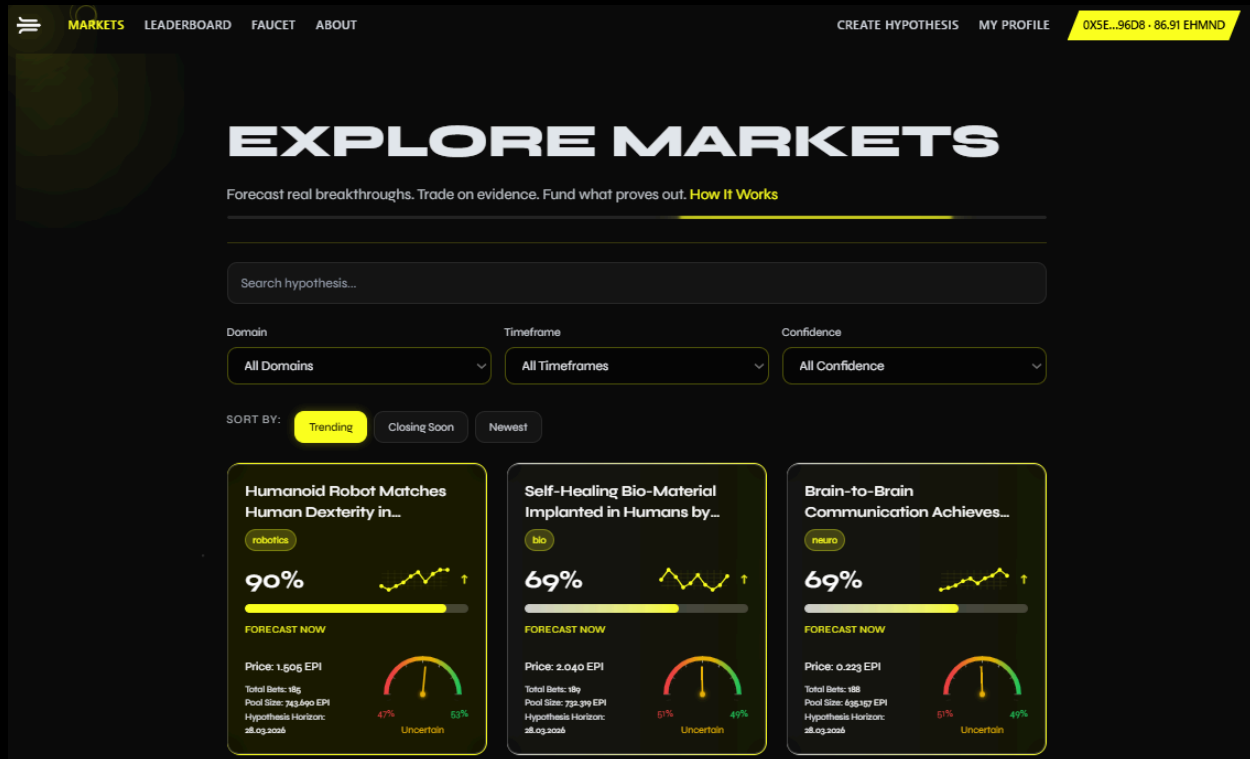 MARKETS LEADERBOARD FAUCET ABOUT CREATE HYPOTHESIS MY PROFILE 0X5E...96D8 · 86.91 EHMND
EXPLORE MARKETS
Forecast real breakthroughs. Trade on evidence. Fund what proves out. How It Works
Search hypothesis...
Domain Timeframe Confidence
All Domains All Timeframes All Confidence
SORT BY: Trending Closing Soon Newest
Humanoid Robot Matches
Human Dexterity in...
robotics
90% ↑
FORECAST NOW
Price: 1.505 EPI
Total Bets: 185
Pool Size: 743.690 EPI
Hypothesis Horizon:
28.03.2026
47% 53%
Uncertain
Self-Healing Bio-Material
Implanted in Humans by...
bio
69% ↑
FORECAST NOW
Price: 2.040 EPI
Total Bets: 189
Pool Size: 732.319 EPI
Hypothesis Horizon:
28.03.2026
51% 49%
Uncertain
Brain-to-Brain
Communication Achieves...
neuro
69% ↑
FORECAST NOW
Price: 0.223 EPI
Total Bets: 188
Pool Size: 635.157 EPI
Hypothesis Horizon:
28.03.2026
51% 49%
Uncertain